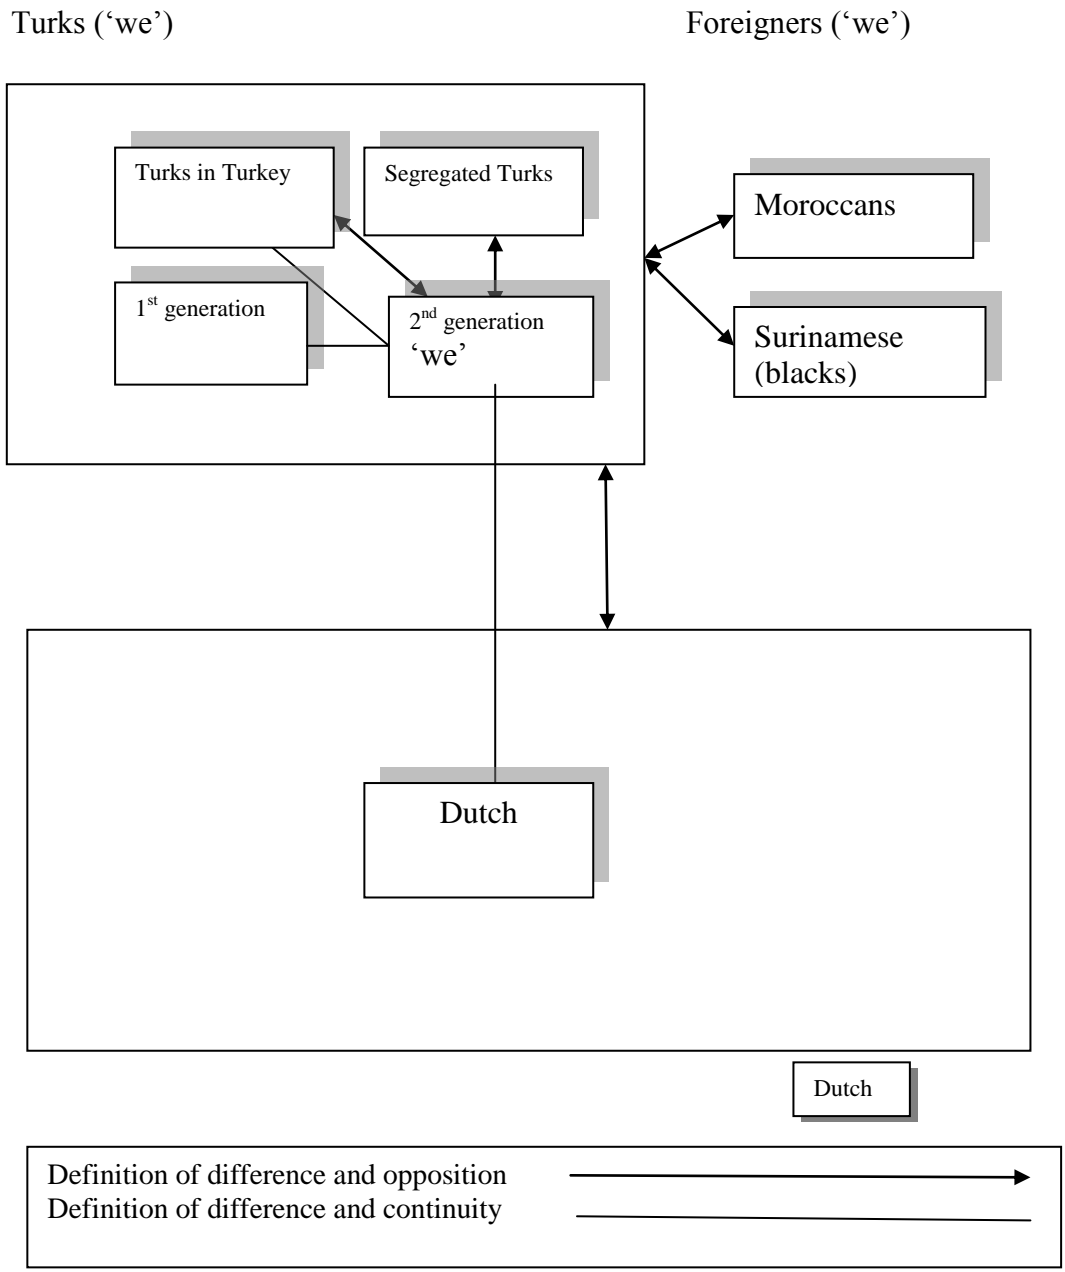 Turks (‘we’)
Foreigners (‘we’)
Turks in Turkey
Segregated Turks
Moroccans
1st generation
2nd generation
‘we’
Surinamese
(blacks)
Dutch
Dutch
Definition of difference and opposition
Definition of difference and continuity